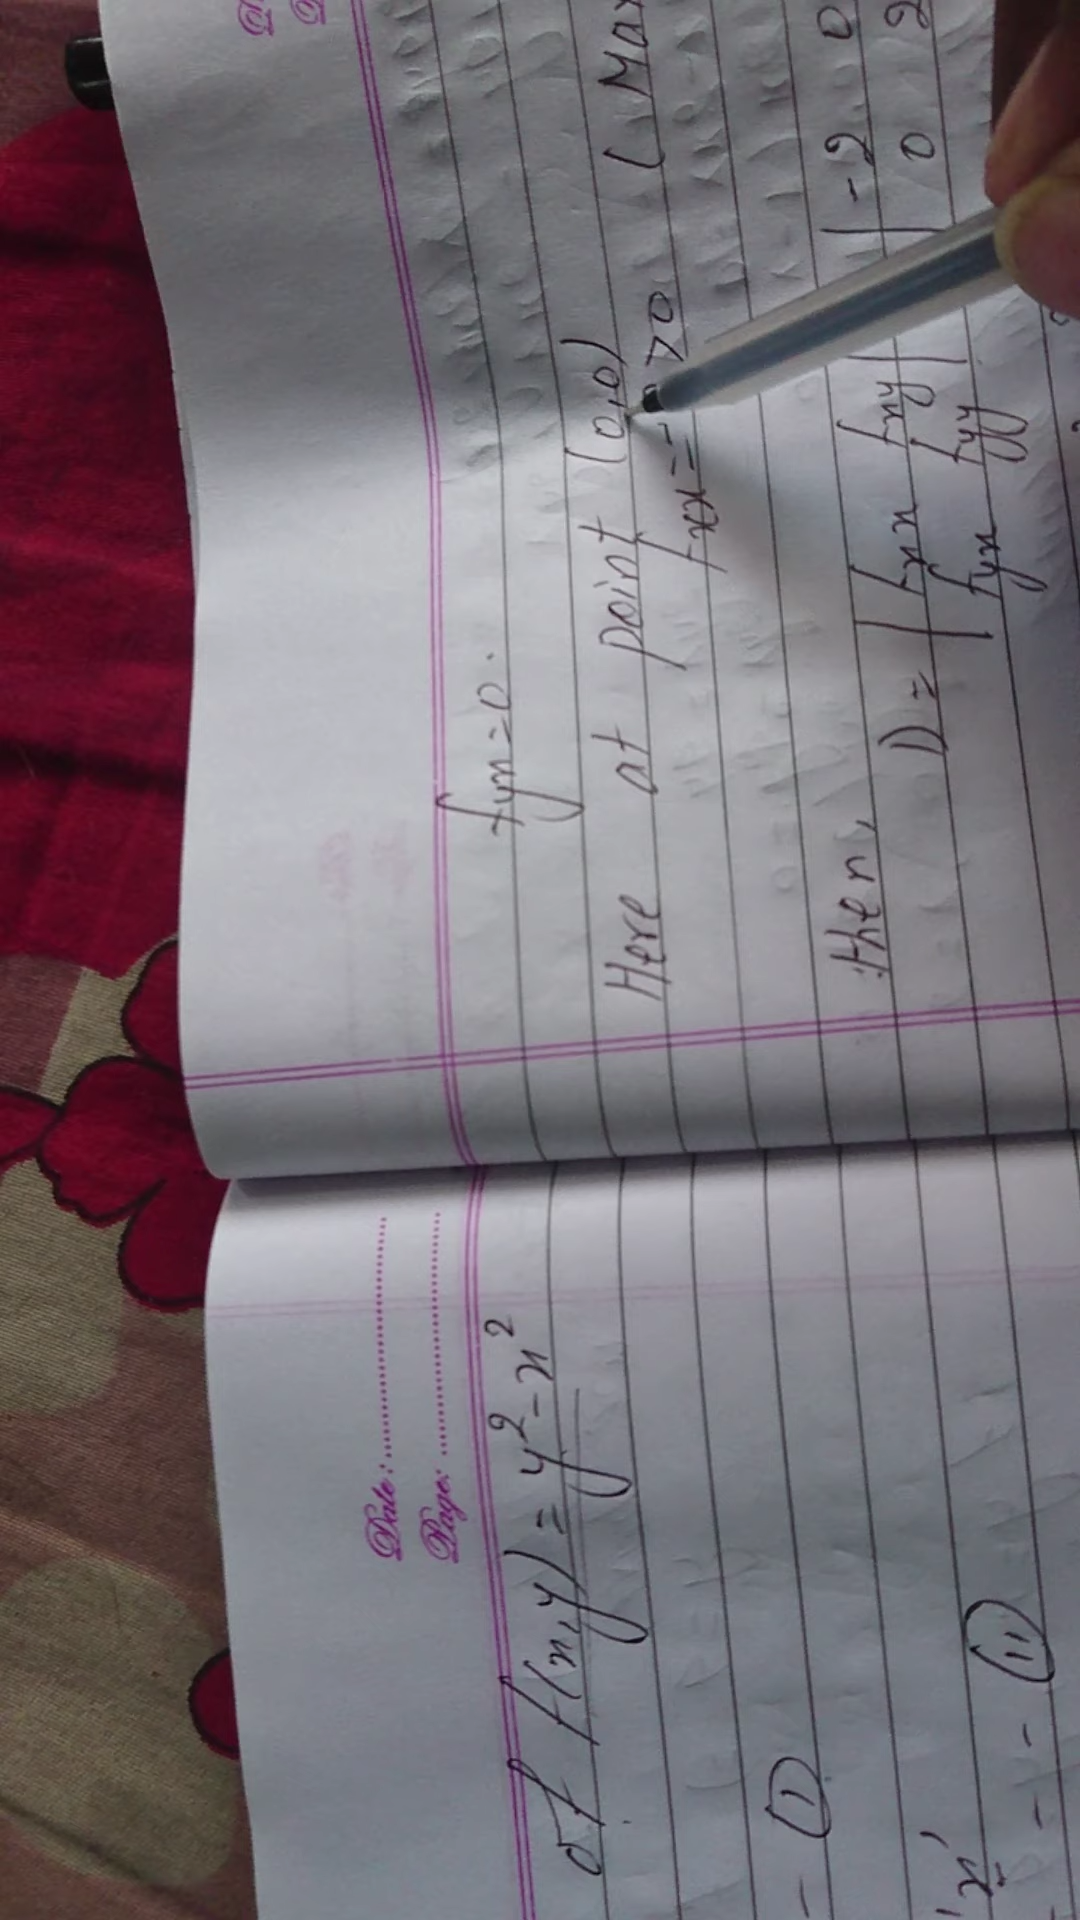 Date:
Page:
of f(x,y) = y² - x²
- (i)
'x'
- - (ii)
fyx = 0.
Here at point (0,0) (Max
fxx = - > 0
then,
D = | fxx fxy | | -2 0
fyx fyy 0 2